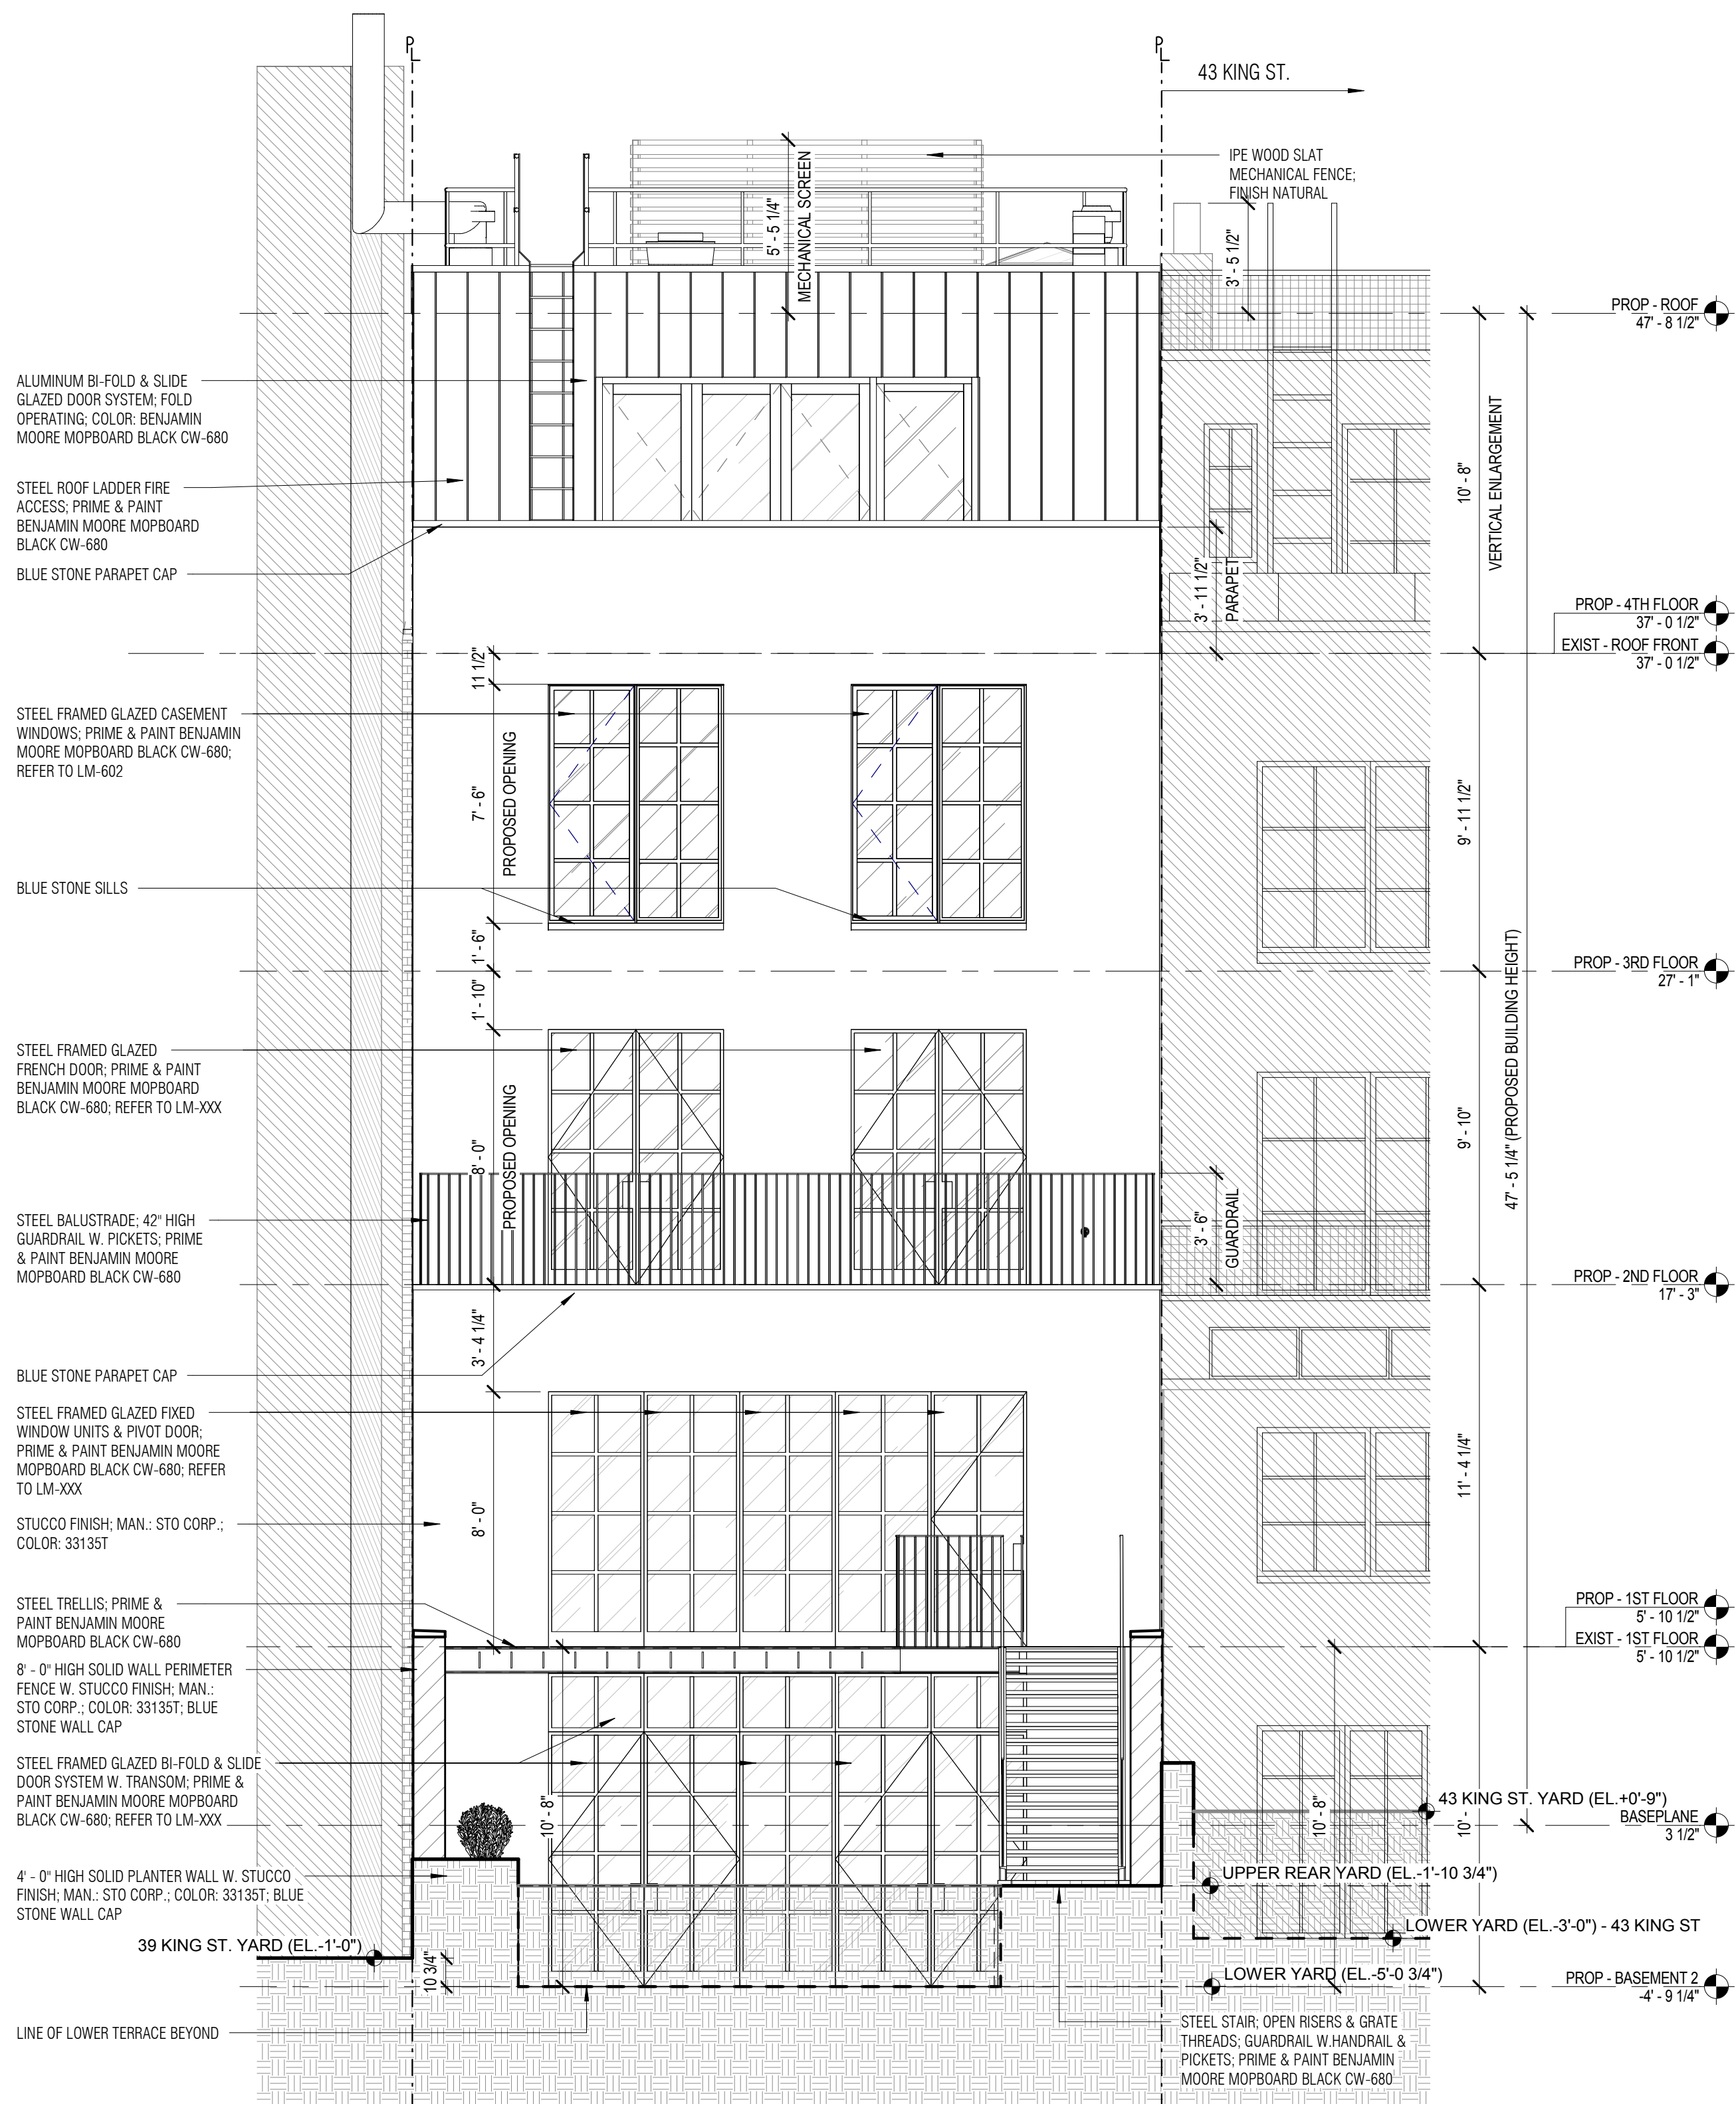 PL
PL
43 KING ST.
IPE WOOD SLAT
MECHANICAL FENCE;
FINISH NATURAL
5' - 5 1/4"
MECHANICAL SCREEN
3' - 5 1/2"
PROP - ROOF
47' - 8 1/2"
ALUMINUM BI-FOLD & SLIDE
GLAZED DOOR SYSTEM; FOLD
OPERATING; COLOR: BENJAMIN
MOORE MOPBOARD BLACK CW-680
STEEL ROOF LADDER FIRE
ACCESS; PRIME & PAINT
BENJAMIN MOORE MOPBOARD
BLACK CW-680
BLUE STONE PARAPET CAP
10' - 8"
VERTICAL ENLARGEMENT
3' - 11 1/2"
PARAPET
PROP - 4TH FLOOR
37' - 0 1/2"
EXIST - ROOF FRONT
37' - 0 1/2"
11 1/2"
STEEL FRAMED GLAZED CASEMENT
WINDOWS; PRIME & PAINT BENJAMIN
MOORE MOPBOARD BLACK CW-680;
REFER TO LM-602
7' - 6"
PROPOSED OPENING
9' - 11 1/2"
BLUE STONE SILLS
1' - 6"
PROP - 3RD FLOOR
27' - 1"
1' - 10"
47' - 5 1/4" (PROPOSED BUILDING HEIGHT)
STEEL FRAMED GLAZED
FRENCH DOOR; PRIME & PAINT
BENJAMIN MOORE MOPBOARD
BLACK CW-680; REFER TO LM-XXX
8' - 0"
PROPOSED OPENING
9' - 10"
STEEL BALUSTRADE; 42" HIGH
GUARDRAIL W. PICKETS; PRIME
& PAINT BENJAMIN MOORE
MOPBOARD BLACK CW-680
3' - 6"
GUARDRAIL
PROP - 2ND FLOOR
17' - 3"
3' - 4 1/4"
BLUE STONE PARAPET CAP
STEEL FRAMED GLAZED FIXED
WINDOW UNITS & PIVOT DOOR;
PRIME & PAINT BENJAMIN MOORE
MOPBOARD BLACK CW-680; REFER
TO LM-XXX
11' - 4 1/4"
8' - 0"
STUCCO FINISH; MAN.: STO CORP.;
COLOR: 33135T
STEEL TRELLIS; PRIME &
PAINT BENJAMIN MOORE
MOPBOARD BLACK CW-680
PROP - 1ST FLOOR
5' - 10 1/2"
EXIST - 1ST FLOOR
5' - 10 1/2"
8' - 0" HIGH SOLID WALL PERIMETER
FENCE W. STUCCO FINISH; MAN.:
STO CORP.; COLOR: 33135T; BLUE
STONE WALL CAP
STEEL FRAMED GLAZED BI-FOLD & SLIDE
DOOR SYSTEM W. TRANSOM; PRIME &
PAINT BENJAMIN MOORE MOPBOARD
BLACK CW-680; REFER TO LM-XXX
10' - 8"
10' - 8"
10' -
43 KING ST. YARD (EL.+0'-9")
BASEPLANE
3 1/2"
4' - 0" HIGH SOLID PLANTER WALL W. STUCCO
FINISH; MAN.: STO CORP.; COLOR: 33135T; BLUE
STONE WALL CAP
UPPER REAR YARD (EL.-1'-10 3/4")
LOWER YARD (EL.-3'-0") - 43 KING ST
39 KING ST. YARD (EL.-1'-0")
10 3/4"
LOWER YARD (EL.-5'-0 3/4")
PROP - BASEMENT 2
-4' - 9 1/4"
LINE OF LOWER TERRACE BEYOND
STEEL STAIR; OPEN RISERS & GRATE
THREADS; GUARDRAIL W.HANDRAIL &
PICKETS; PRIME & PAINT BENJAMIN
MOORE MOPBOARD BLACK CW-680